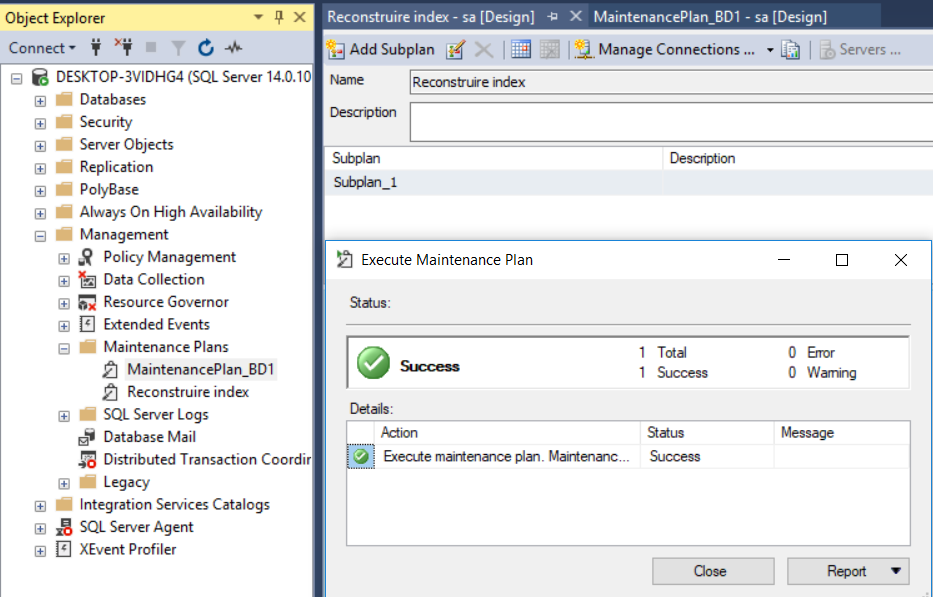 Object Explorer
Connect
DESKTOP-3VIDHG4 (SQL Server 14.0.10
Databases
Security
Server Objects
Replication
PolyBase
Always On High Availability
Management
Policy Management
Data Collection
Resource Governor
Extended Events
Maintenance Plans
MaintenancePlan_BD1
Reconstruire index
SQL Server Logs
Database Mail
Distributed Transaction Coordin
Legacy
Integration Services Catalogs
SQL Server Agent
XEvent Profiler
Reconstruire index - sa [Design] MaintenancePlan_BD1 - sa [Design]
Add Subplan Manage Connections ... Servers ...
Name Reconstruire index
Description
Subplan Description
Subplan_1
Execute Maintenance Plan
Status:
Success
1 Total 0 Error
1 Success 0 Warning
Details:
Action Status Message
Execute maintenance plan. Maintenanc... Success
Close Report